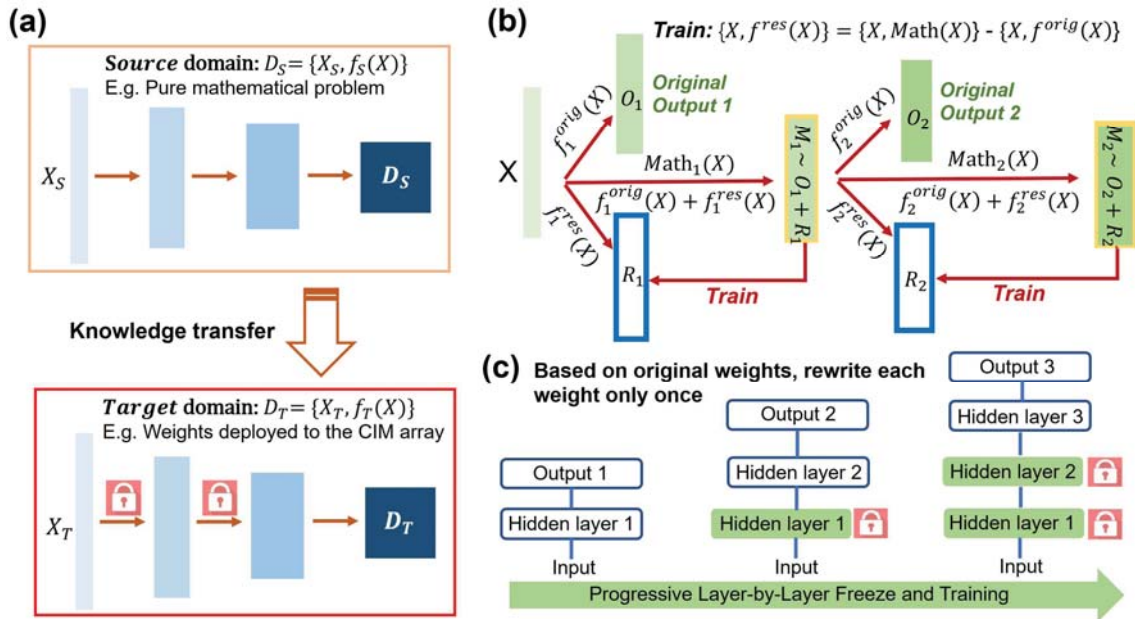 (a)
Source domain: D_S = {X_S, f_S(X)}
E.g. Pure mathematical problem
X_S
D_S
Knowledge transfer
Target domain: D_T = {X_T, f_T(X)}
E.g. Weights deployed to the CIM array
X_T
D_T
(b)
Train: {X, f^{res}(X)} = {X, Math(X)} - {X, f^{orig}(X)}
X
f_1^{orig}(X)
O_1
Original
Output 1
Math_1(X)
f_1^{orig}(X) + f_1^{res}(X)
f_1^{res}(X)
R_1
M_1 ~ O_1 + R_1
Train
f_2^{orig}(X)
O_2
Original
Output 2
Math_2(X)
f_2^{orig}(X) + f_2^{res}(X)
f_2^{res}(X)
R_2
M_2 ~ O_2 + R_2
Train
(c)
Based on original weights, rewrite each
weight only once
Output 1
Hidden layer 1
Input
Output 2
Hidden layer 2
Hidden layer 1
Input
Output 3
Hidden layer 3
Hidden layer 2
Hidden layer 1
Input
Progressive Layer-by-Layer Freeze and Training